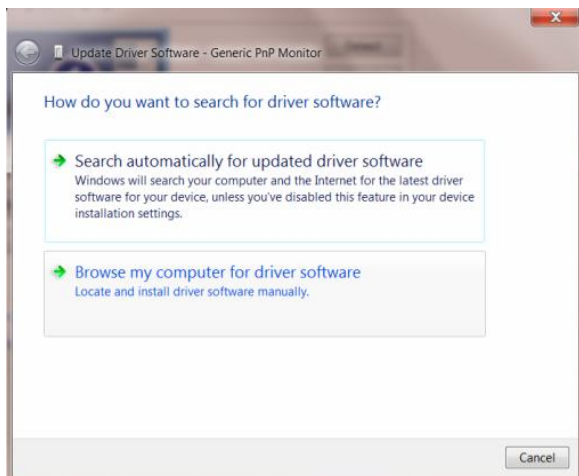 Update Driver Software - Generic PnP Monitor
How do you want to search for driver software?
Search automatically for updated driver software
Windows will search your computer and the Internet for the latest driver
software for your device, unless you've disabled this feature in your device
installation settings.
Browse my computer for driver software
Locate and install driver software manually.
Cancel